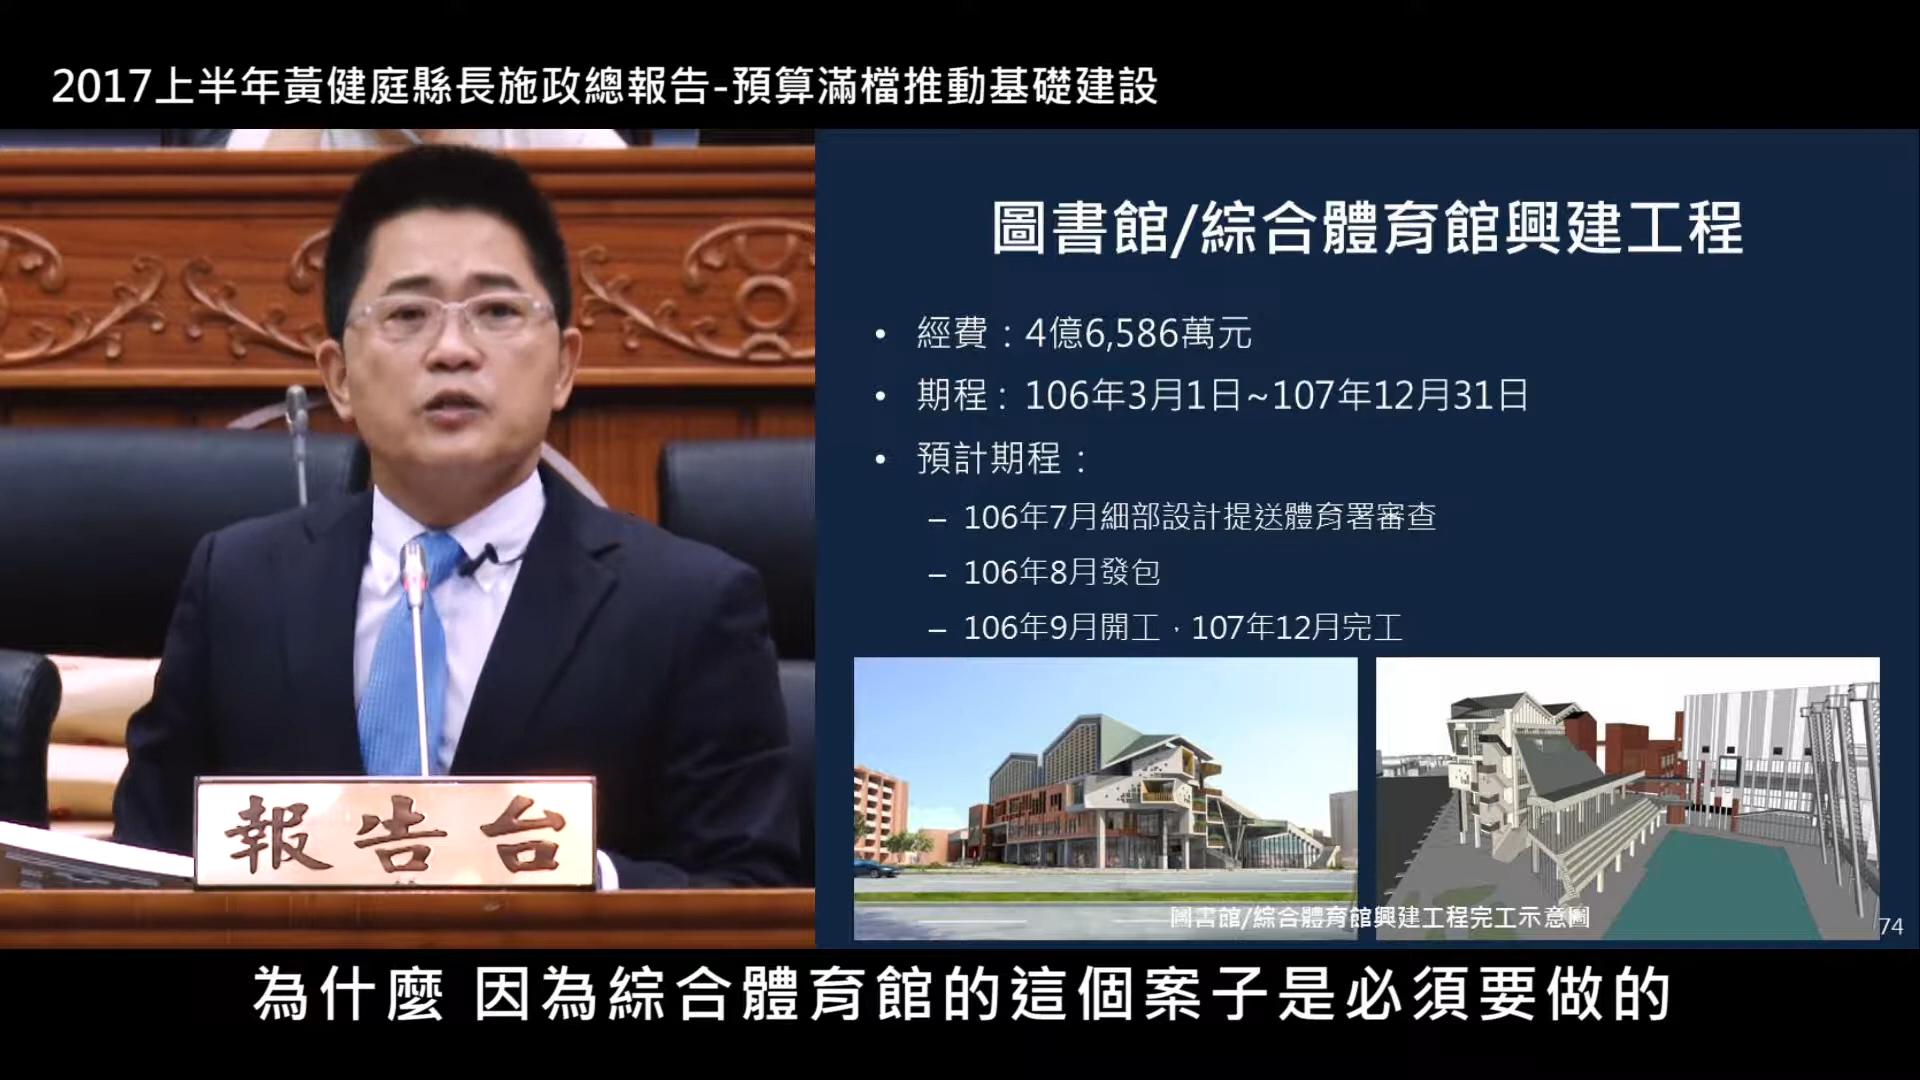 2017上半年黃健庭縣長施政總報告-預算滿檔推動基礎建設
圖書館/綜合體育館興建工程
• 經費：4億6,586萬元
• 期程：106年3月1日~107年12月31日
• 預計期程：
– 106年7月細部設計提送體育署審查
– 106年8月發包
– 106年9月開工，107年12月完工
圖書館/綜合體育館興建工程完工示意圖
74
報告台
為什麼 因為綜合體育館的這個案子是必須要做的